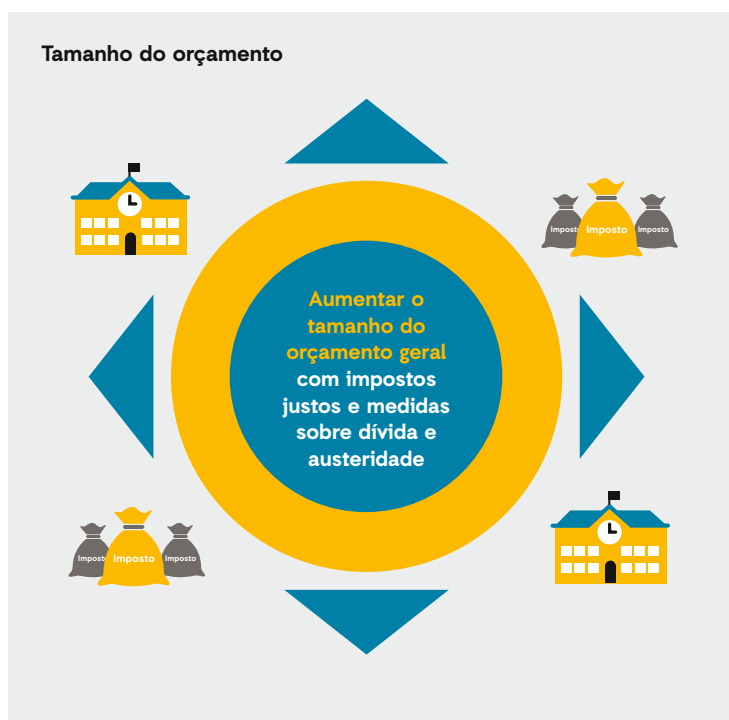 Tamanho do orçamento
Imposto Imposto Imposto
Aumentar o
tamanho do
orçamento geral
com impostos
justos e medidas
sobre dívida e
austeridade
Imposto Imposto Imposto